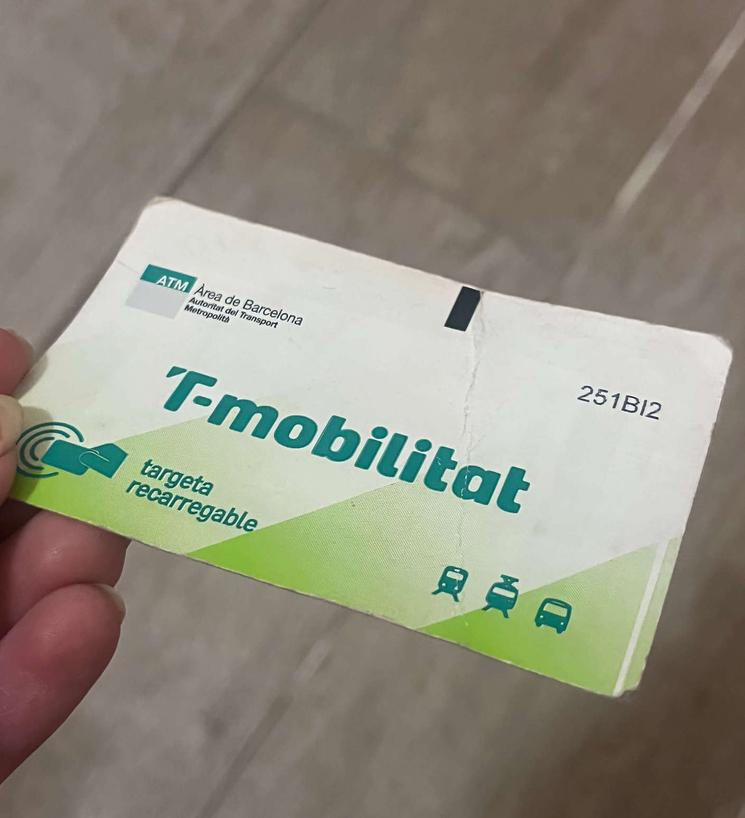 ATM
Àrea de Barcelona
Autoritat del Transport
Metropolità
251BI2
T-mobilitat
targeta
recarregable